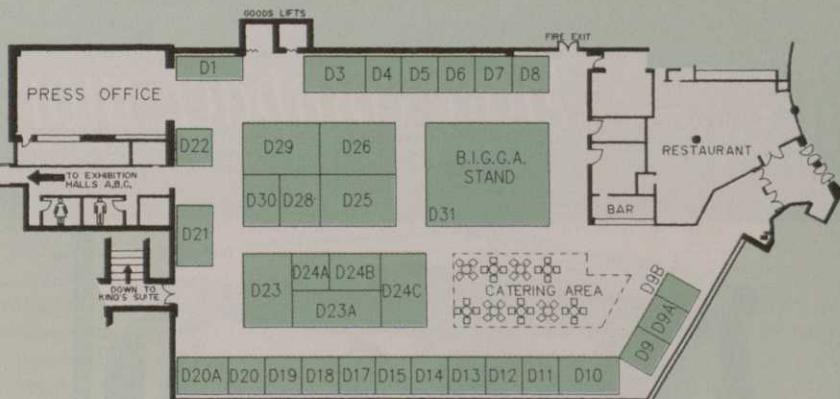 GOODS LIFTS
FIRE EXIT
D1
D3 D4 D5 D6 D7 D8
PRESS OFFICE
D22
D29 D26
B.I.G.G.A.
STAND
RESTAURANT
TO EXHIBITION
HALLS A,B,C,
D30 D28 D25
D31
BAR
D21
DOWN TO
KING'S SUITE
D23
D24A D24B
D24C
D23A
CATERING AREA
D9B
D9A
D9
D20A D20 D19 D18 D17 D15 D14 D13 D12 D11 D10